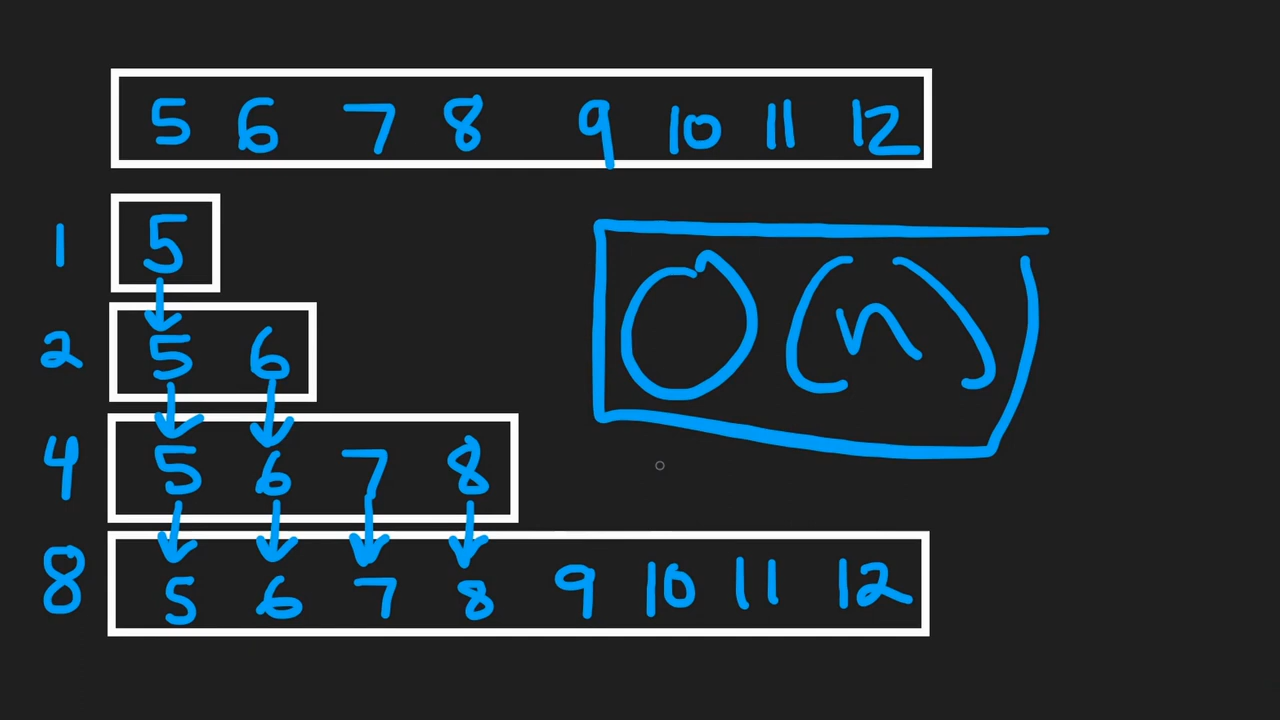 5 6 7 8 9 10 11 12
1 5
O(n)
2 5 6
4 5 6 7 8
8 5 6 7 8 9 10 11 12